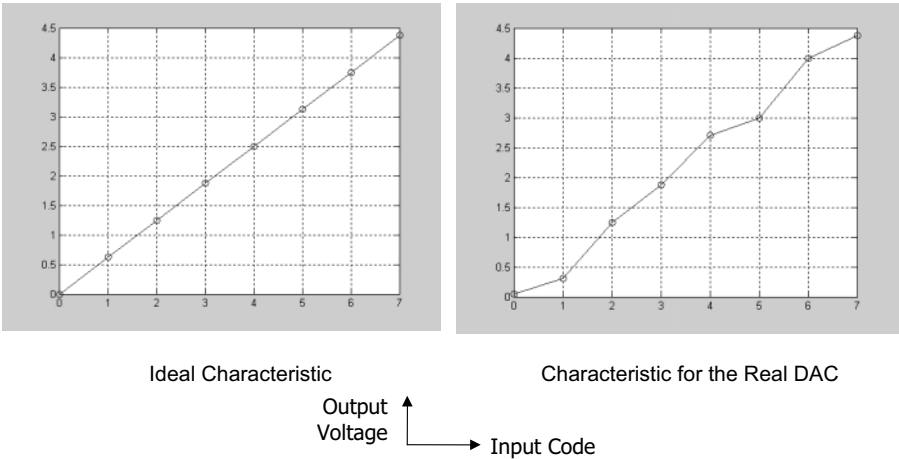 4.5
4
3.5
3
2.5
2
1.5
1
0.5
0
0 1 2 3 4 5 6 7
4.5
4
3.5
3
2.5
2
1.5
1
0.5
0
0 1 2 3 4 5 6 7
Ideal Characteristic
Characteristic for the Real DAC
Output
Voltage
Input Code